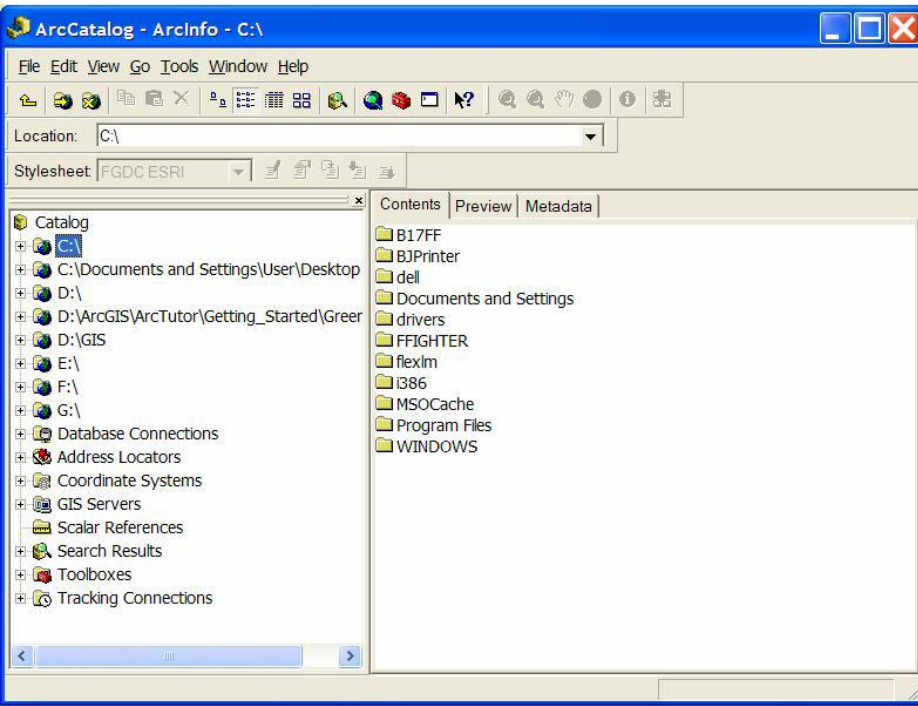 ArcCatalog - ArcInfo - C:\
File Edit View Go Tools Window Help
Location: C:\
Stylesheet: FGDC ESRI
Contents Preview Metadata
Catalog
C:\
C:\Documents and Settings\User\Desktop
D:\
D:\ArcGIS\ArcTutor\Getting_Started\Greer
D:\GIS
E:\
F:\
G:\
Database Connections
Address Locators
Coordinate Systems
GIS Servers
Scalar References
Search Results
Toolboxes
Tracking Connections
B17FF
BJPrinter
dell
Documents and Settings
drivers
FFIGHTER
flexlm
i386
MSOCache
Program Files
WINDOWS